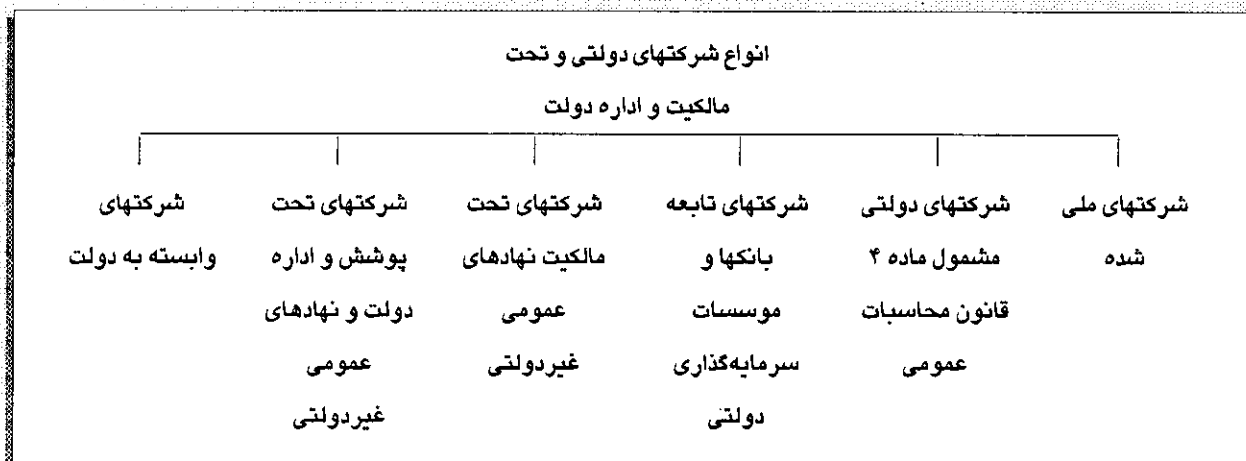 انواع شرکتهای دولتی و تحت
مالکیت و اداره دولت
شرکتهای ملی
شده
شرکتهای دولتی
مشمول ماده ۴
قانون محاسبات
عمومی
شرکتهای تابعه
بانکها و
موسسات
سرمایه‌گذاری
دولتی
شرکتهای تحت
مالکیت نهادهای
عمومی
غیردولتی
شرکتهای تحت
پوشش و اداره
دولت و نهادهای
عمومی
غیردولتی
شرکتهای
وابسته به دولت